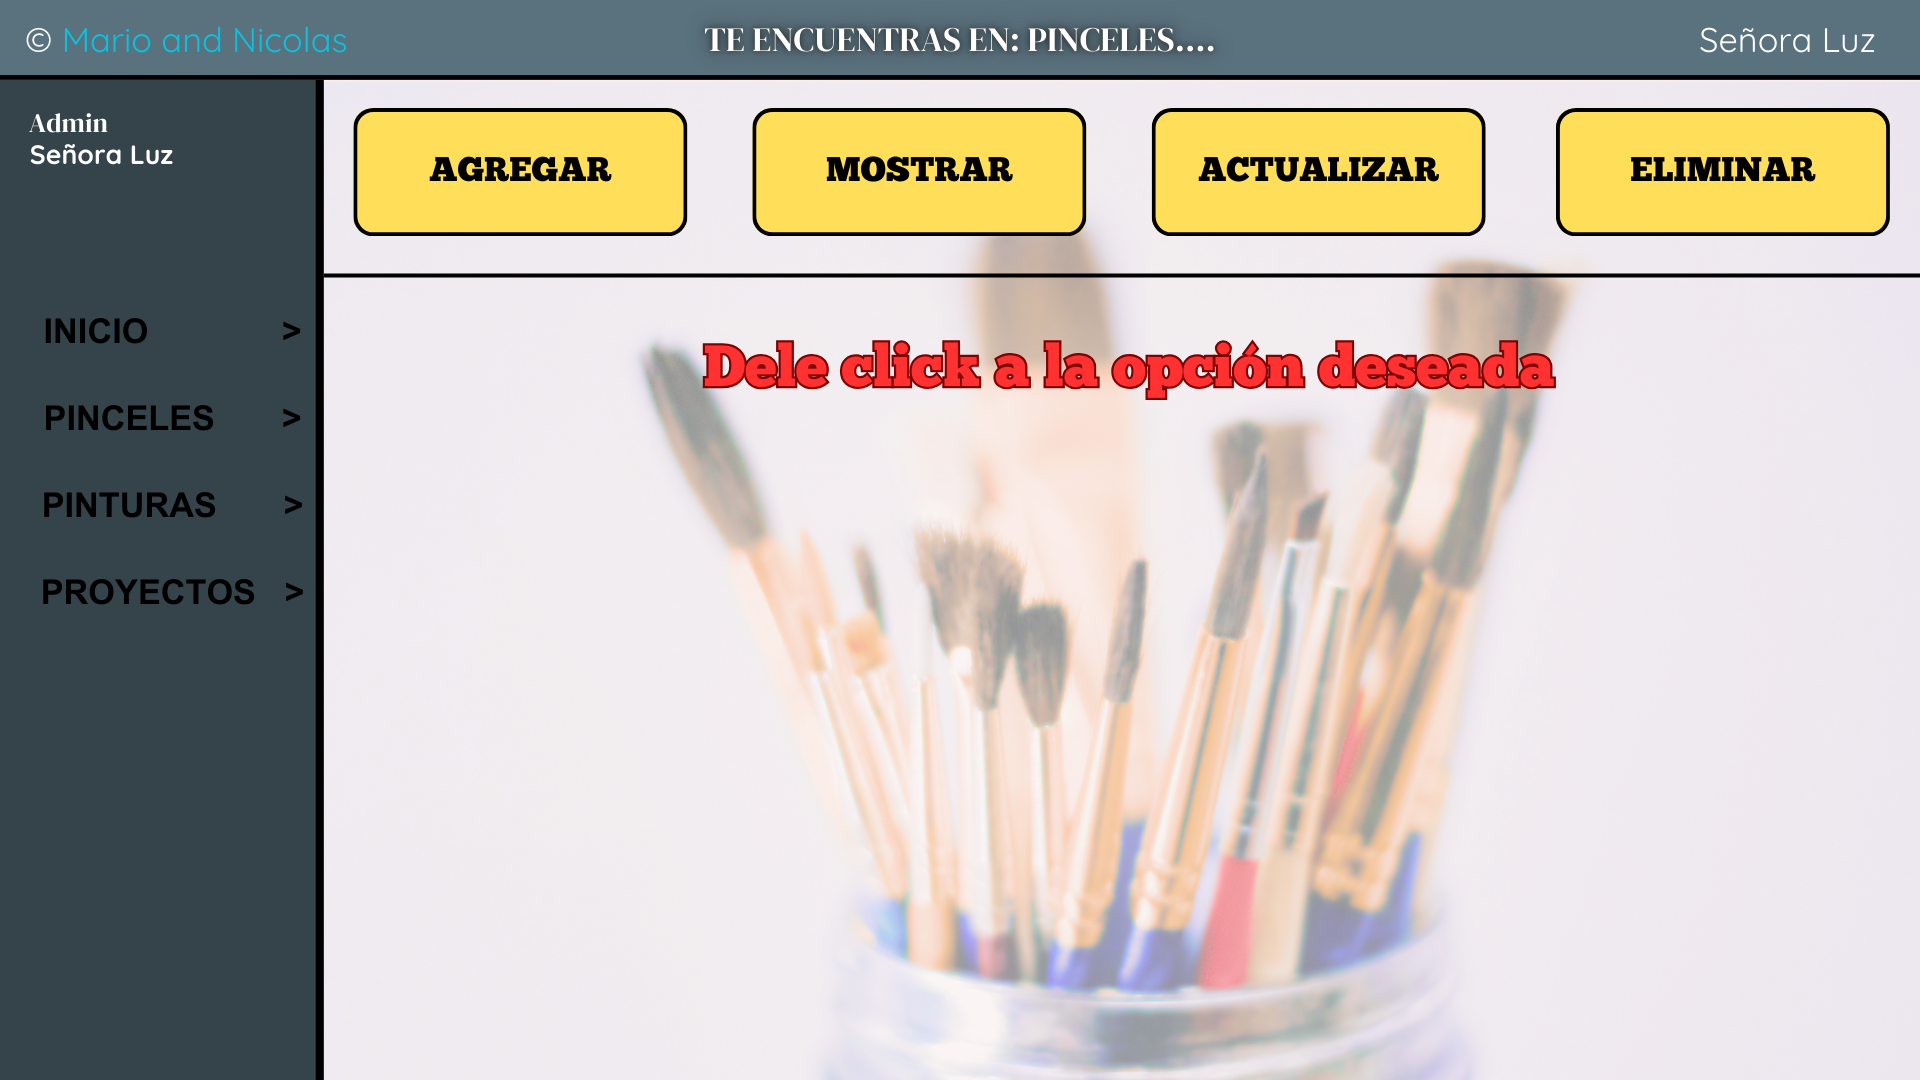 © Mario and Nicolas
TE ENCUENTRAS EN: PINCELES....
Señora Luz
Admin
Señora Luz
INICIO >
PINCELES >
PINTURAS >
PROYECTOS >
AGREGAR
MOSTRAR
ACTUALIZAR
ELIMINAR
Dele click a la opción deseada